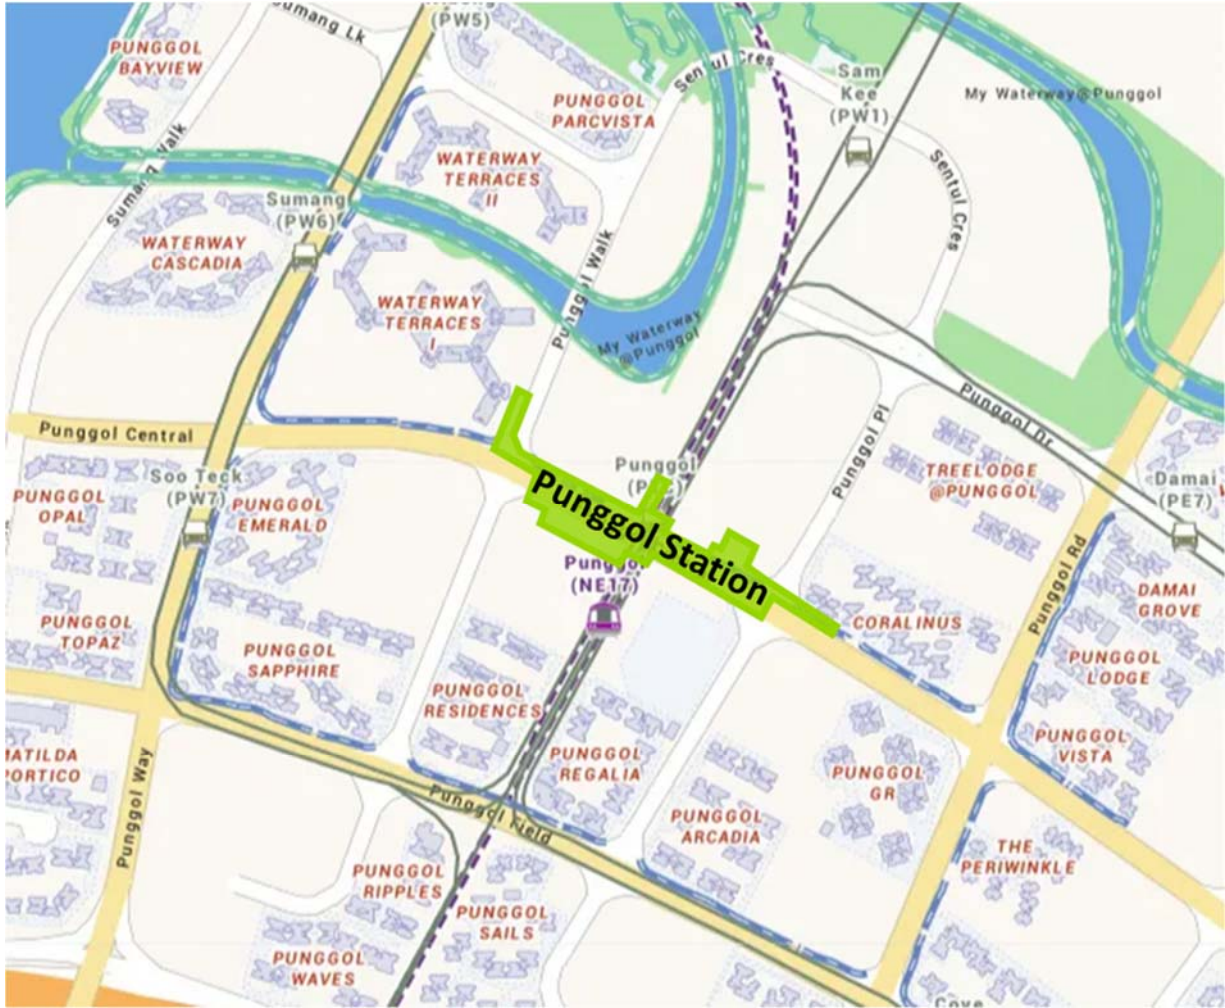 Sumang Lk
(PW5)
PUNGGOL
BAYVIEW
Sentul Cres
Sam
Kee
(PW1)
My Waterway@Punggol
PUNGGOL
PARCVISTA
WATERWAY
TERRACES
II
Sumang Walk
Sentul Cres
Sumang
(PW6)
WATERWAY
CASCADIA
Punggol Walk
WATERWAY
TERRACES
I
My Waterway
@Punggol
Punggol Central
Punggol Dr
Punggol Pl
Punggol
Soo Teck
(PW7)
PUNGGOL
OPAL
PUNGGOL
EMERALD
Punggol Station
TREELODGE
@PUNGGOL
Damai
(PE7)
Punggol
(NE17)
Punggol Rd
DAMAI
GROVE
PUNGGOL
TOPAZ
PUNGGOL
SAPPHIRE
CORALINUS
PUNGGOL
LODGE
PUNGGOL
RESIDENCES
PUNGGOL
REGALIA
PUNGGOL
VISTA
MATILDA
PORTICO
Punggol Way
PUNGGOL
GR
Punggol Field
PUNGGOL
ARCADIA
THE
PERIWINKLE
PUNGGOL
RIPPLES
PUNGGOL
SAILS
PUNGGOL
WAVES
Cove